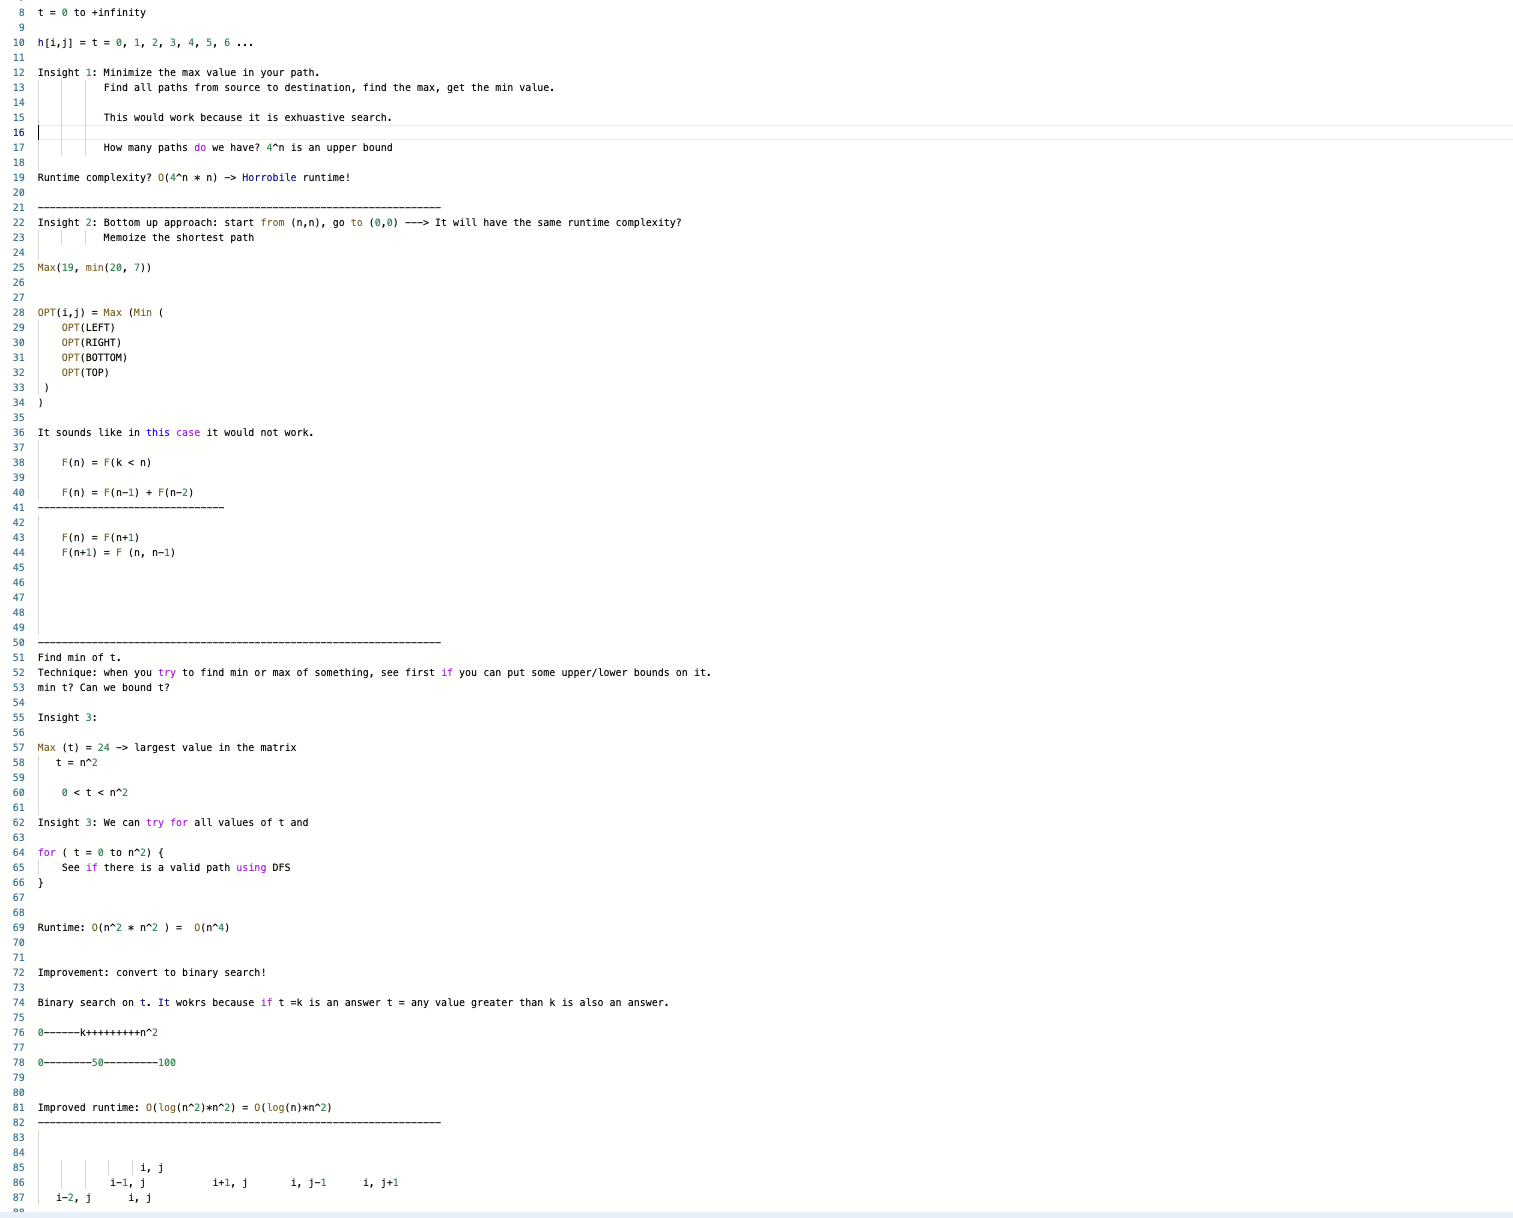 8 t = 0 to +infinity
9
10 h[i,j] = t = 0, 1, 2, 3, 4, 5, 6 ...
11
12 Insight 1: Minimize the max value in your path.
13 Find all paths from source to destination, find the max, get the min value.
14
15 This would work because it is exhuastive search.
16
17 How many paths do we have? 4^n is an upper bound
18
19 Runtime complexity? O(4^n * n) -> Horrobile runtime!
20
21 -------------------------------------------------------------------
22 Insight 2: Bottom up approach: start from (n,n), go to (0,0) ---> It will have the same runtime complexity?
23 Memoize the shortest path
24
25 Max(19, min(20, 7))
26
27
28 OPT(i,j) = Max (Min (
29 OPT(LEFT)
30 OPT(RIGHT)
31 OPT(BOTTOM)
32 OPT(TOP)
33 )
34 )
35
36 It sounds like in this case it would not work.
37
38 F(n) = F(k < n)
39
40 F(n) = F(n-1) + F(n-2)
41 -------------------------------
42
43 F(n) = F(n+1)
44 F(n+1) = F (n, n-1)
45
46
47
48
49
50 -------------------------------------------------------------------
51 Find min of t.
52 Technique: when you try to find min or max of something, see first if you can put some upper/lower bounds on it.
53 min t? Can we bound t?
54
55 Insight 3:
56
57 Max (t) = 24 -> largest value in the matrix
58 t = n^2
59
60 0 < t < n^2
61
62 Insight 3: We can try for all values of t and
63
64 for ( t = 0 to n^2) {
65 See if there is a valid path using DFS
66 }
67
68
69 Runtime: O(n^2 * n^2 ) =  O(n^4)
70
71
72 Improvement: convert to binary search!
73
74 Binary search on t. It wokrs because if t =k is an answer t = any value greater than k is also an answer.
75
76 0------k+++++++++n^2
77
78 0--------50---------100
79
80
81 Improved runtime: O(log(n^2)*n^2) = O(log(n)*n^2)
82 -------------------------------------------------------------------
83
84
85 i, j
86 i-1, j i+1, j i, j-1 i, j+1
87 i-2, j i, j
88